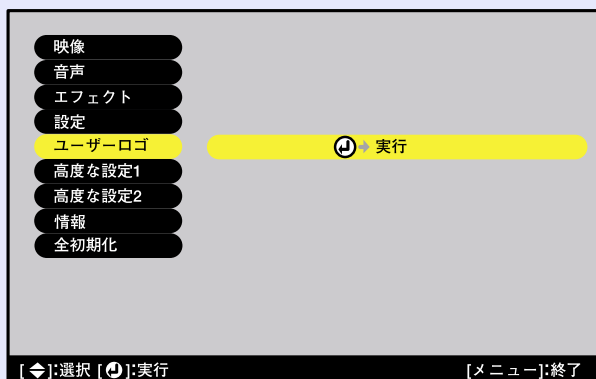 映像
音声
エフェクト
設定
ユーザーロゴ
実行
高度な設定1
高度な設定2
情報
全初期化
[ ]:選択 [ ]:実行
[メニュー]:終了